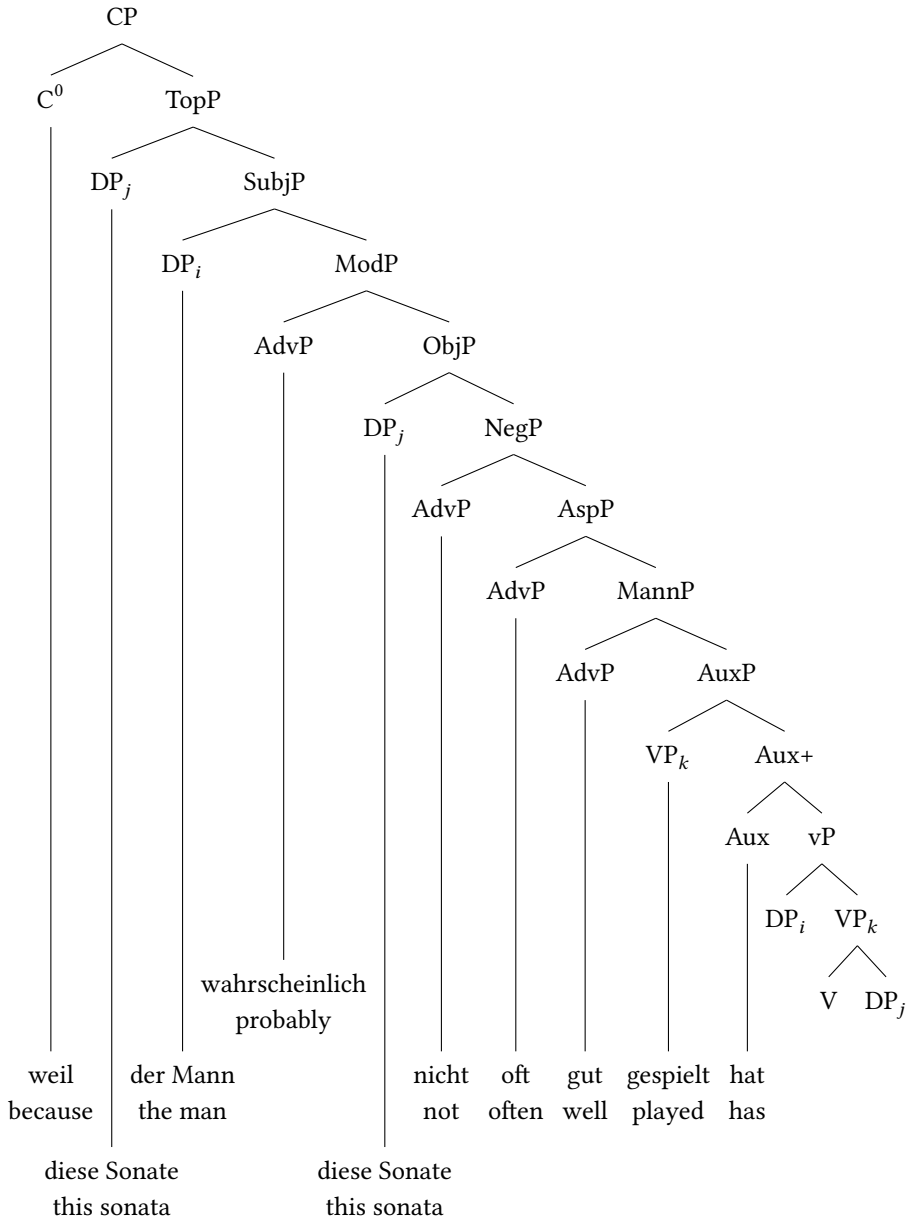 CP
C⁰ TopP
DPⱼ SubjP
DPᵢ ModP
AdvP ObjP
DPⱼ NegP
AdvP AspP
AdvP MannP
AdvP AuxP
VPₖ Aux+
Aux vP
DPᵢ VPₖ
V DPⱼ
wahrscheinlich
probably
weil der Mann nicht oft gut gespielt hat
because the man not often well played has
diese Sonate diese Sonate
this sonata this sonata